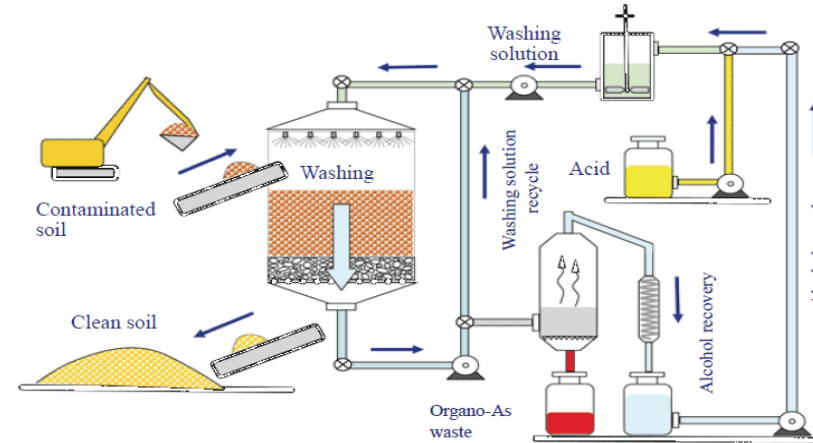 Washing
solution
Contaminated
soil
Washing
Acid
Washing solution
recycle
Clean soil
Alcohol recovery
Organo-As
waste